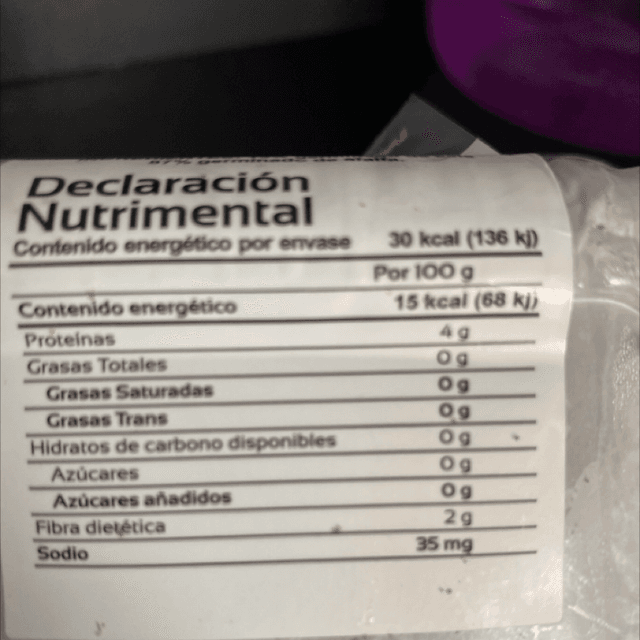 Declaración
Nutrimental
Contenido energético por envase 30 kcal (136 kj)
Por 100 g
Contenido energético 15 kcal (68 kj)
Proteínas 4 g
Grasas Totales 0 g
Grasas Saturadas 0 g
Grasas Trans 0 g
Hidratos de carbono disponibles 0 g
Azúcares 0 g
Azúcares añadidos 0 g
Fibra dietética 2 g
Sodio 35 mg